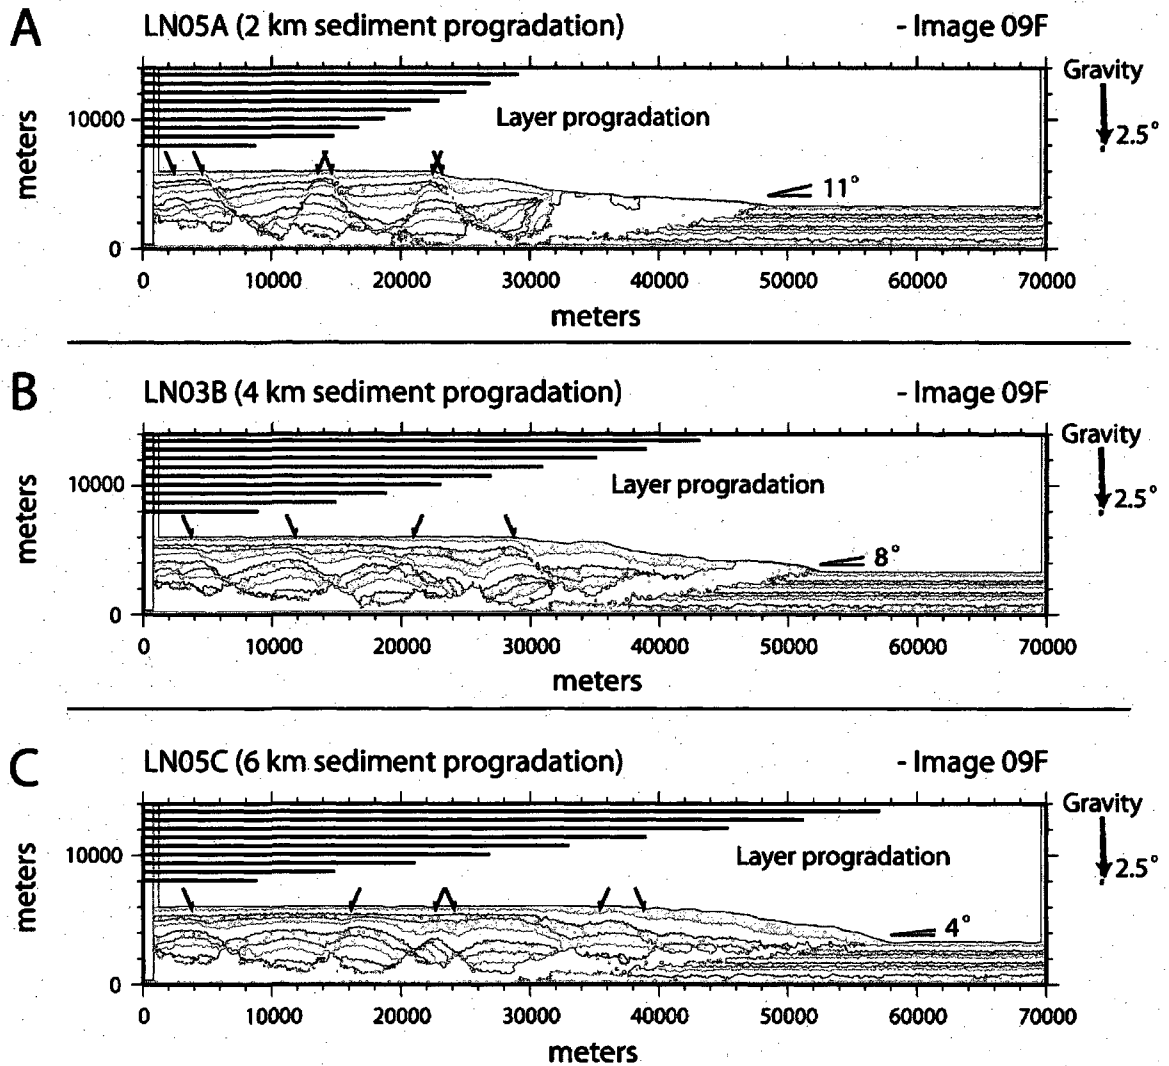 A
LN05A (2 km sediment progradation)
- Image 09F
Gravity
2.5°
Layer progradation
11°
meters
10000
0
0 10000 20000 30000 40000 50000 60000 70000
meters
B
LN03B (4 km sediment progradation)
- Image 09F
Gravity
2.5°
Layer progradation
8°
meters
10000
0
0 10000 20000 30000 40000 50000 60000 70000
meters
C
LN05C (6 km sediment progradation)
- Image 09F
Gravity
2.5°
Layer progradation
4°
meters
10000
0
0 10000 20000 30000 40000 50000 60000 70000
meters